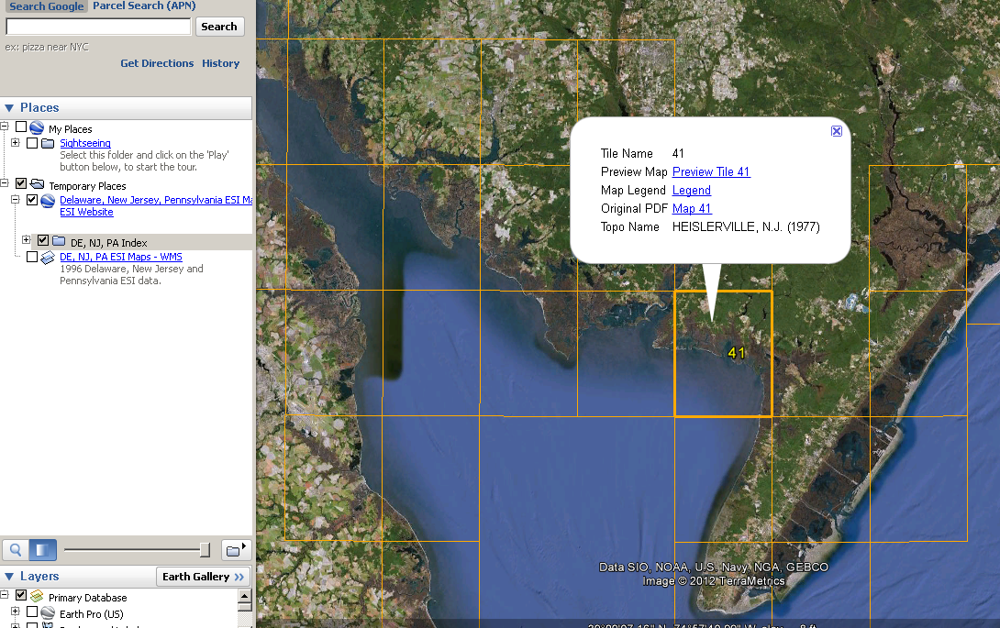 Search Google Parcel Search (APN)
Search
ex: pizza near NYC
Get Directions History
Places
My Places
Sightseeing
Select this folder and click on the 'Play'
button below, to start the tour.
Temporary Places
Delaware, New Jersey, Pennsylvania ESI Ma
ESI Website
DE, NJ, PA Index
DE, NJ, PA ESI Maps - WMS
1996 Delaware, New Jersey and
Pennsylvania ESI data.
Layers
Earth Gallery »
Primary Database
Earth Pro (US)
Tile Name 41
Preview Map Preview Tile 41
Map Legend Legend
Original PDF Map 41
Topo Name HEISLERVILLE, N.J. (1977)
41
Data SIO, NOAA, U.S. Navy, NGA, GEBCO
Image © 2012 TerraMetrics